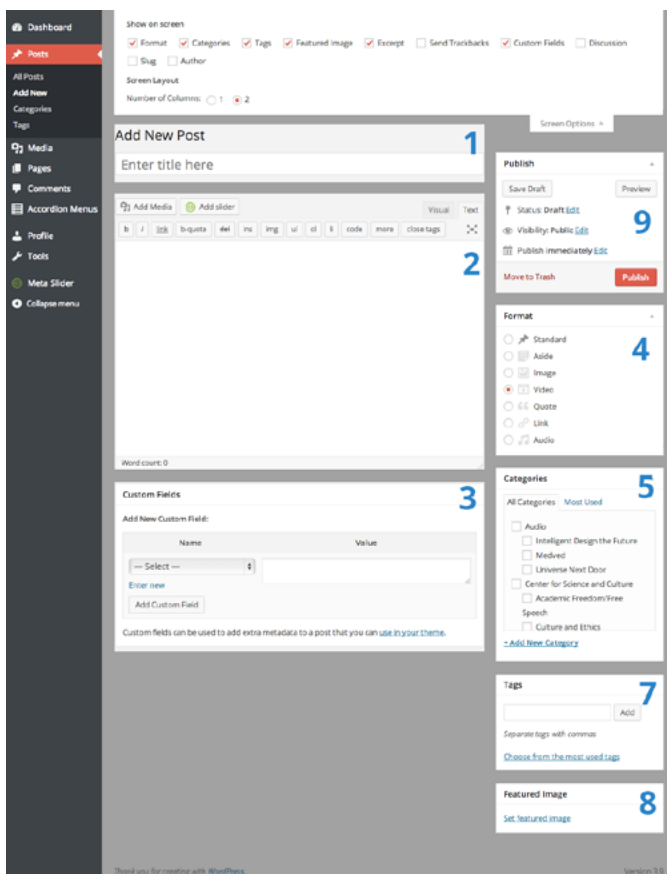 Dashboard
Posts
All Posts
Add New
Categories
Tags
Media
Pages
Comments
Accordion Menus
Profile
Tools
Meta Slider
Collapse menu
Show on screen
Format Categories Tags Featured Image Excerpt Send Trackbacks Custom Fields Discussion
Slug Author
Screen Layout
Number of Columns: 1 2
Screen Options
Add New Post 1
Enter title here
Add Media Add slider Visual Text
b i link b-quote del ins img ul ol li code more close tags
2
Word count: 0
Custom Fields 3
Add New Custom Field:
Name Value
— Select —
Enter new
Add Custom Field
Custom fields can be used to add extra metadata to a post that you can use in your theme.
Publish
Save Draft Preview
Status: Draft Edit
Visibility: Public Edit
9
Publish immediately Edit
Move to Trash Publish
Format
4
Standard
Aside
Image
Video
Quote
Link
Audio
Categories 5
All Categories Most Used
Audio
Intelligent Design the Future
Medved
Universe Next Door
Center for Science and Culture
Academic Freedom/Free
Speech
Culture and Ethics
+ Add New Category
Tags 7
Add
Separate tags with commas
Choose from the most used tags
Featured Image 8
Set featured image
Thank you for creating with WordPress. Version 3.9